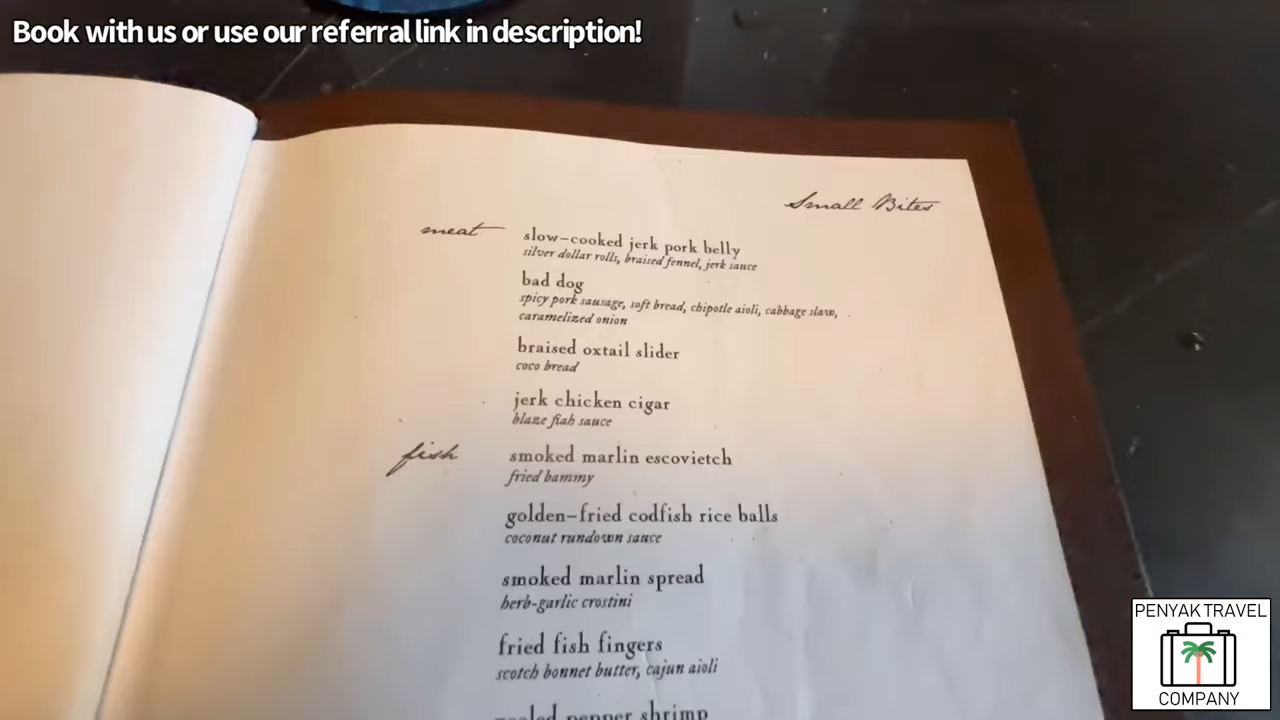 Book with us or use our referral link in description!
Small Bites
meat
slow-cooked jerk pork belly
silver dollar rolls, braised fennel, jerk sauce
bad dog
spicy pork sausage, soft bread, chipotle aioli, cabbage slaw,
caramelized onion
braised oxtail slider
coco bread
jerk chicken cigar
blaze fiah sauce
fish
smoked marlin escovietch
fried bammy
golden-fried codfish rice balls
coconut rundown sauce
smoked marlin spread
herb-garlic crostini
fried fish fingers
scotch bonnet butter, cajun aioli
pepper shrimp
PENYAK TRAVEL
COMPANY